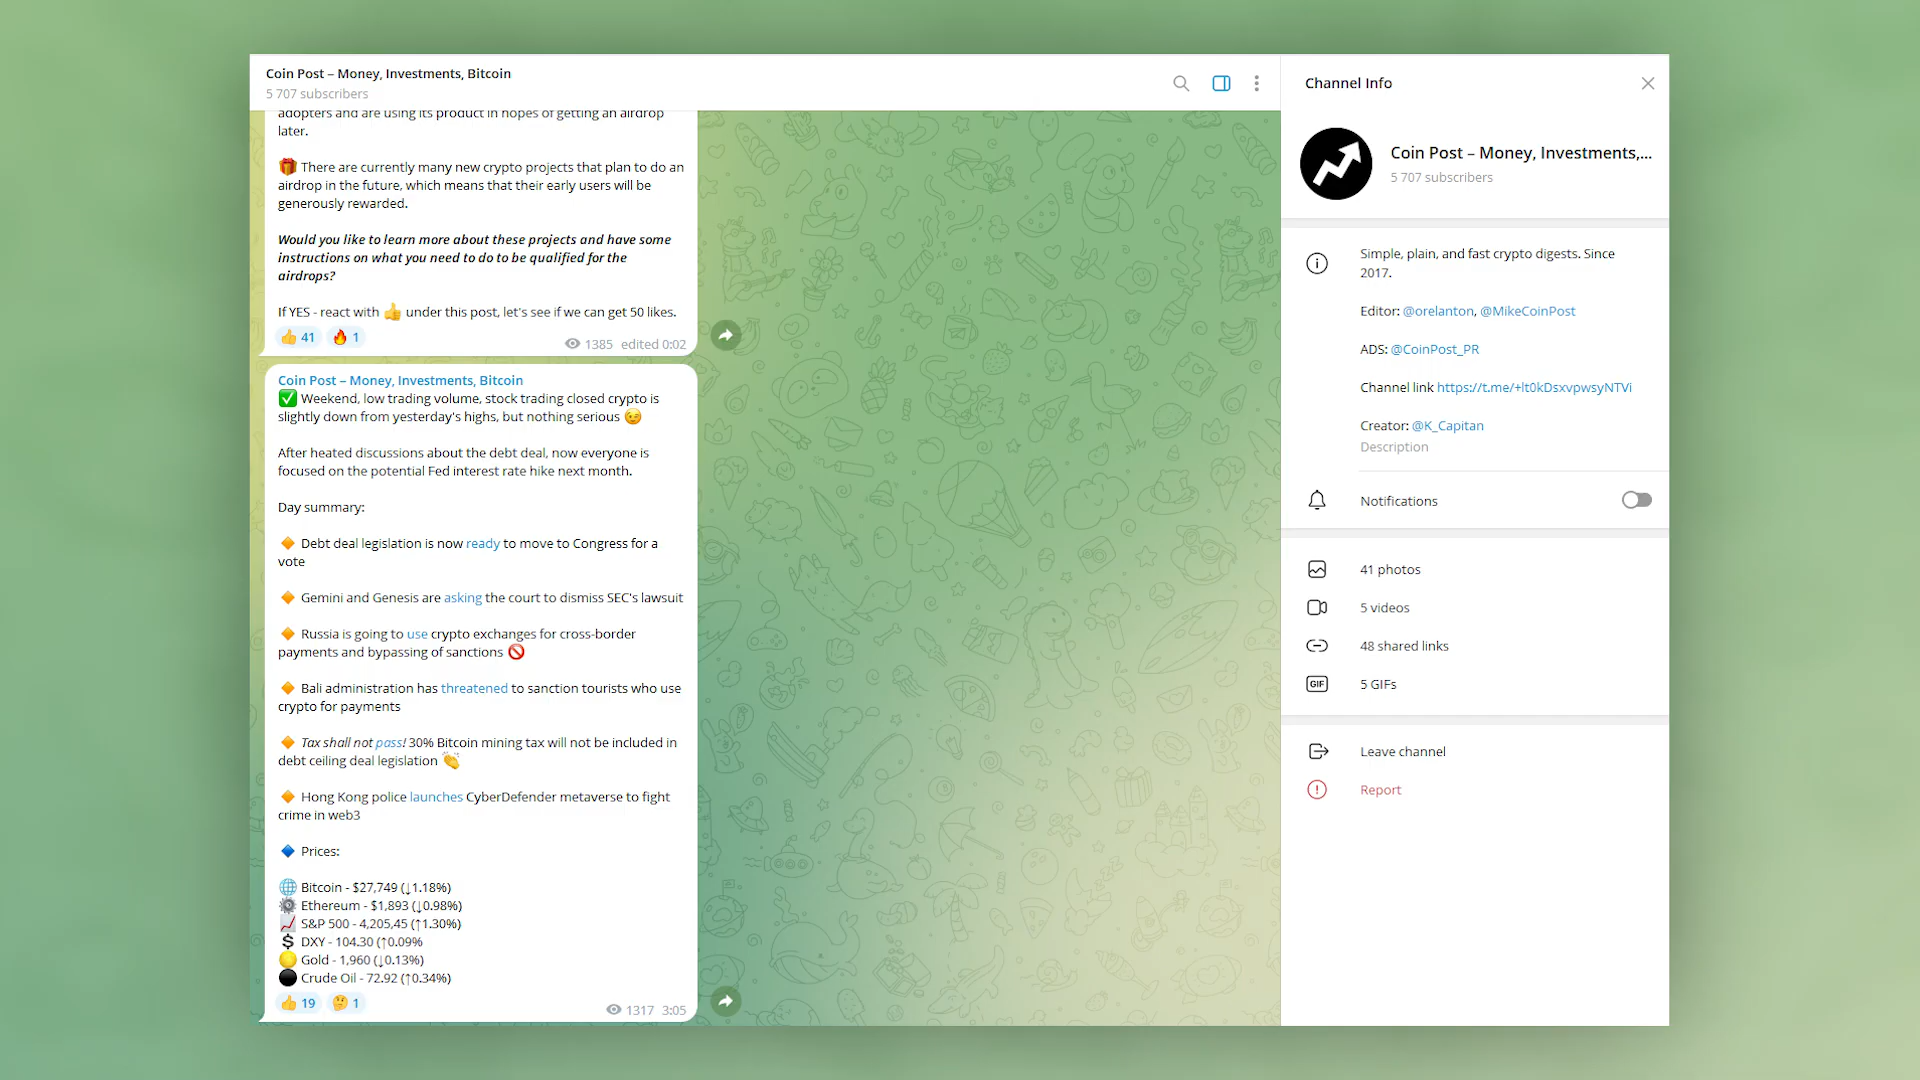 Coin Post – Money, Investments, Bitcoin
5 707 subscribers
adopters and are using its product in hopes of getting an airdrop
later.
🎁 There are currently many new crypto projects that plan to do an
airdrop in the future, which means that their early users will be
generously rewarded.
Would you like to learn more about these projects and have some
instructions on what you need to do to be qualified for the
airdrops?
If YES - react with 👍 under this post, let's see if we can get 50 likes.
👍 41 🔥 1
1385 edited 0:02
Coin Post – Money, Investments, Bitcoin
✅ Weekend, low trading volume, stock trading closed crypto is
slightly down from yesterday's highs, but nothing serious 😉
After heated discussions about the debt deal, now everyone is
focused on the potential Fed interest rate hike next month.
Day summary:
🔸 Debt deal legislation is now ready to move to Congress for a
vote
🔸 Gemini and Genesis are asking the court to dismiss SEC's lawsuit
🔸 Russia is going to use crypto exchanges for cross-border
payments and bypassing of sanctions 🚫
🔸 Bali administration has threatened to sanction tourists who use
crypto for payments
🔸 Tax shall not pass! 30% Bitcoin mining tax will not be included in
debt ceiling deal legislation 👏
🔸 Hong Kong police launches CyberDefender metaverse to fight
crime in web3
🔹 Prices:
🌐 Bitcoin - $27,749 (↓1.18%)
⚙️ Ethereum - $1,893 (↓0.98%)
📈 S&P 500 - 4,205,45 (↑1.30%)
💲 DXY - 104.30 (↑0.09%
🟡 Gold - 1,960 (↓0.13%)
⚫ Crude Oil - 72.92 (↑0.34%)
👍 19 🤔 1
1317 3:05
Channel Info
Coin Post – Money, Investments,...
5 707 subscribers
Simple, plain, and fast crypto digests. Since
2017.
Editor: @orelanton, @MikeCoinPost
ADS: @CoinPost_PR
Channel link https://t.me/+lt0kDsxvpwsyNTVi
Creator: @K_Capitan
Description
Notifications
41 photos
5 videos
48 shared links
GIF
5 GIFs
Leave channel
Report